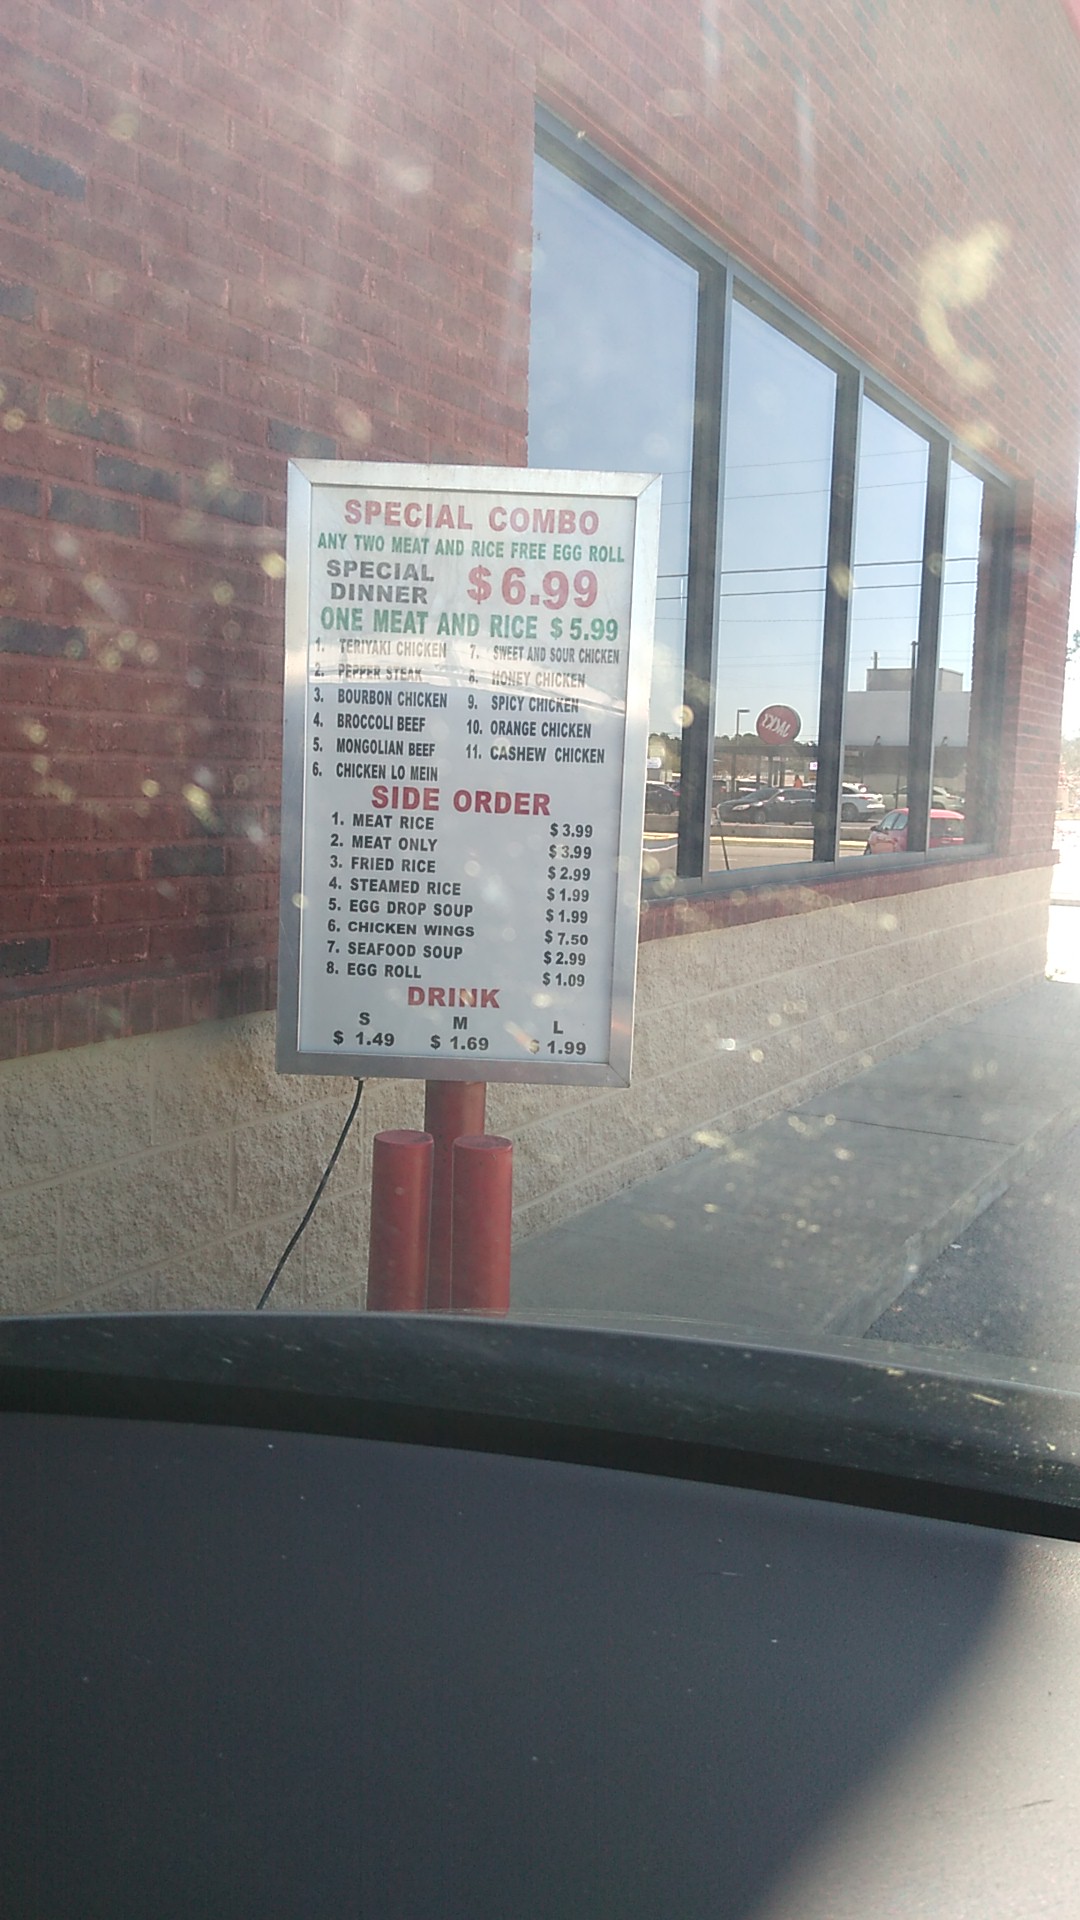 SPECIAL COMBO
ANY TWO MEAT AND RICE FREE EGG ROLL
SPECIAL DINNER $6.99
ONE MEAT AND RICE $5.99
1. TERIYAKI CHICKEN
2. PEPPER STEAK
3. BOURBON CHICKEN
4. BROCCOLI BEEF
5. MONGOLIAN BEEF
6. CHICKEN LO MEIN
7. SWEET AND SOUR CHICKEN
8. HONEY CHICKEN
9. SPICY CHICKEN
10. ORANGE CHICKEN
11. CASHEW CHICKEN
SIDE ORDER
1. MEAT RICE $3.99
2. MEAT ONLY $3.99
3. FRIED RICE $2.99
4. STEAMED RICE $1.99
5. EGG DROP SOUP $1.99
6. CHICKEN WINGS $7.50
7. SEAFOOD SOUP $2.99
8. EGG ROLL $1.09
DRINK
S M L
$1.49 $1.69 $1.99